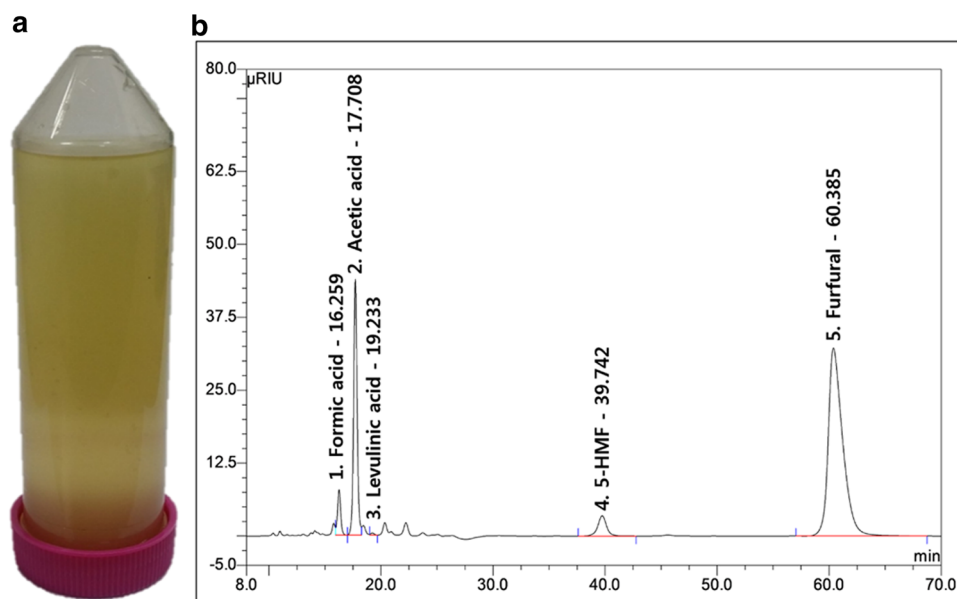 a
b
80.0
µRIU
62.5
50.0
37.5
25.0
12.5
-5.0
1. Formic acid - 16.259
2. Acetic acid - 17.708
3. Levulinic acid - 19.233
4. 5-HMF - 39.742
5. Furfural - 60.385
min
8.0
20.0
30.0
40.0
50.0
60.0
70.0